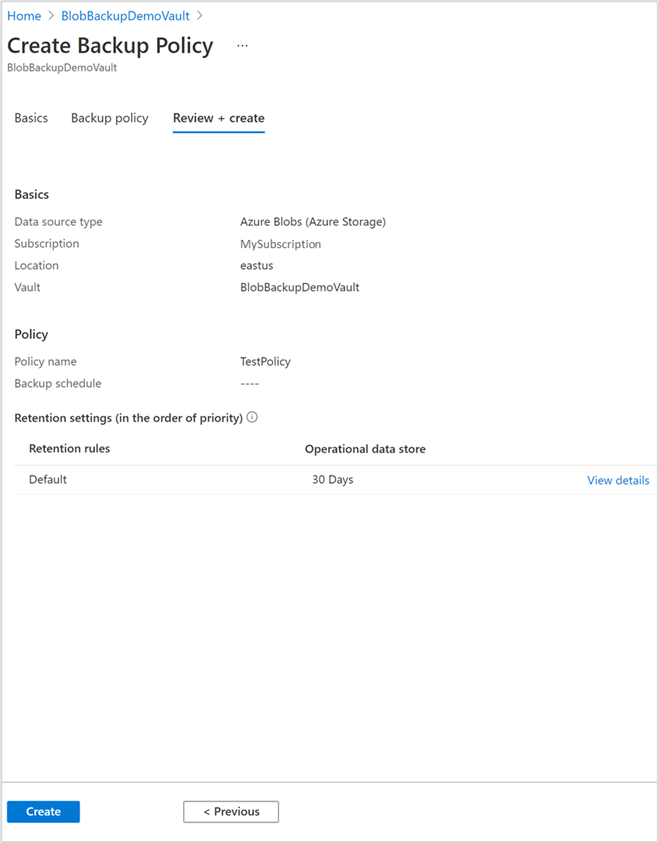 Home > BlobBackupDemoVault >
Create Backup Policy ...
BlobBackupDemoVault
Basics Backup policy Review + create
Basics
Data source type Azure Blobs (Azure Storage)
Subscription MySubscription
Location eastus
Vault BlobBackupDemoVault
Policy
Policy name TestPolicy
Backup schedule ----
Retention settings (in the order of priority)
Retention rules Operational data store
Default 30 Days View details
Create < Previous